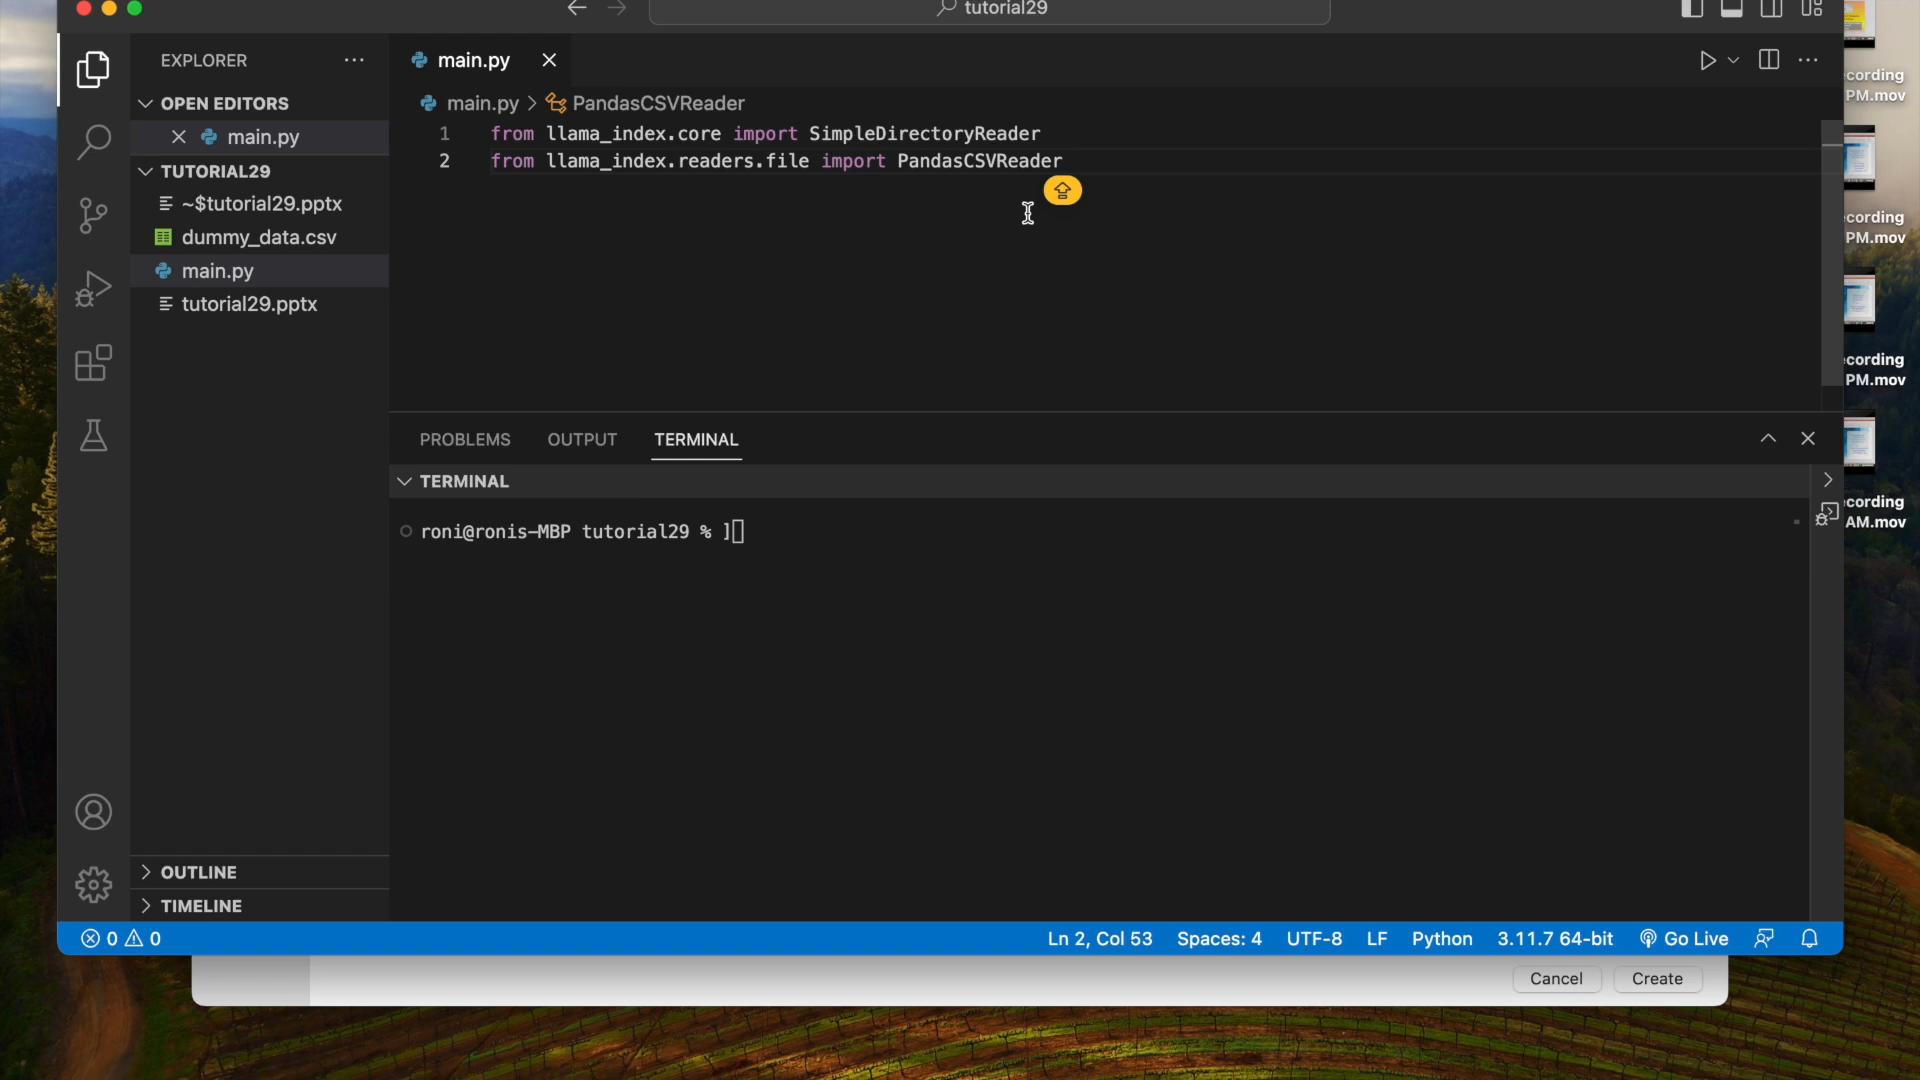 tutorial29
EXPLORER
OPEN EDITORS
main.py
TUTORIAL29
~$tutorial29.pptx
dummy_data.csv
main.py
tutorial29.pptx
OUTLINE
TIMELINE
main.py
main.py > PandasCSVReader
1 from llama_index.core import SimpleDirectoryReader
2 from llama_index.readers.file import PandasCSVReader
PROBLEMS OUTPUT TERMINAL
TERMINAL
roni@ronis-MBP tutorial29 % ]
0 0 Ln 2, Col 53 Spaces: 4 UTF-8 LF Python 3.11.7 64-bit Go Live
Cancel Create
cording
PM.mov
cording
PM.mov
cording
PM.mov
cording
AM.mov